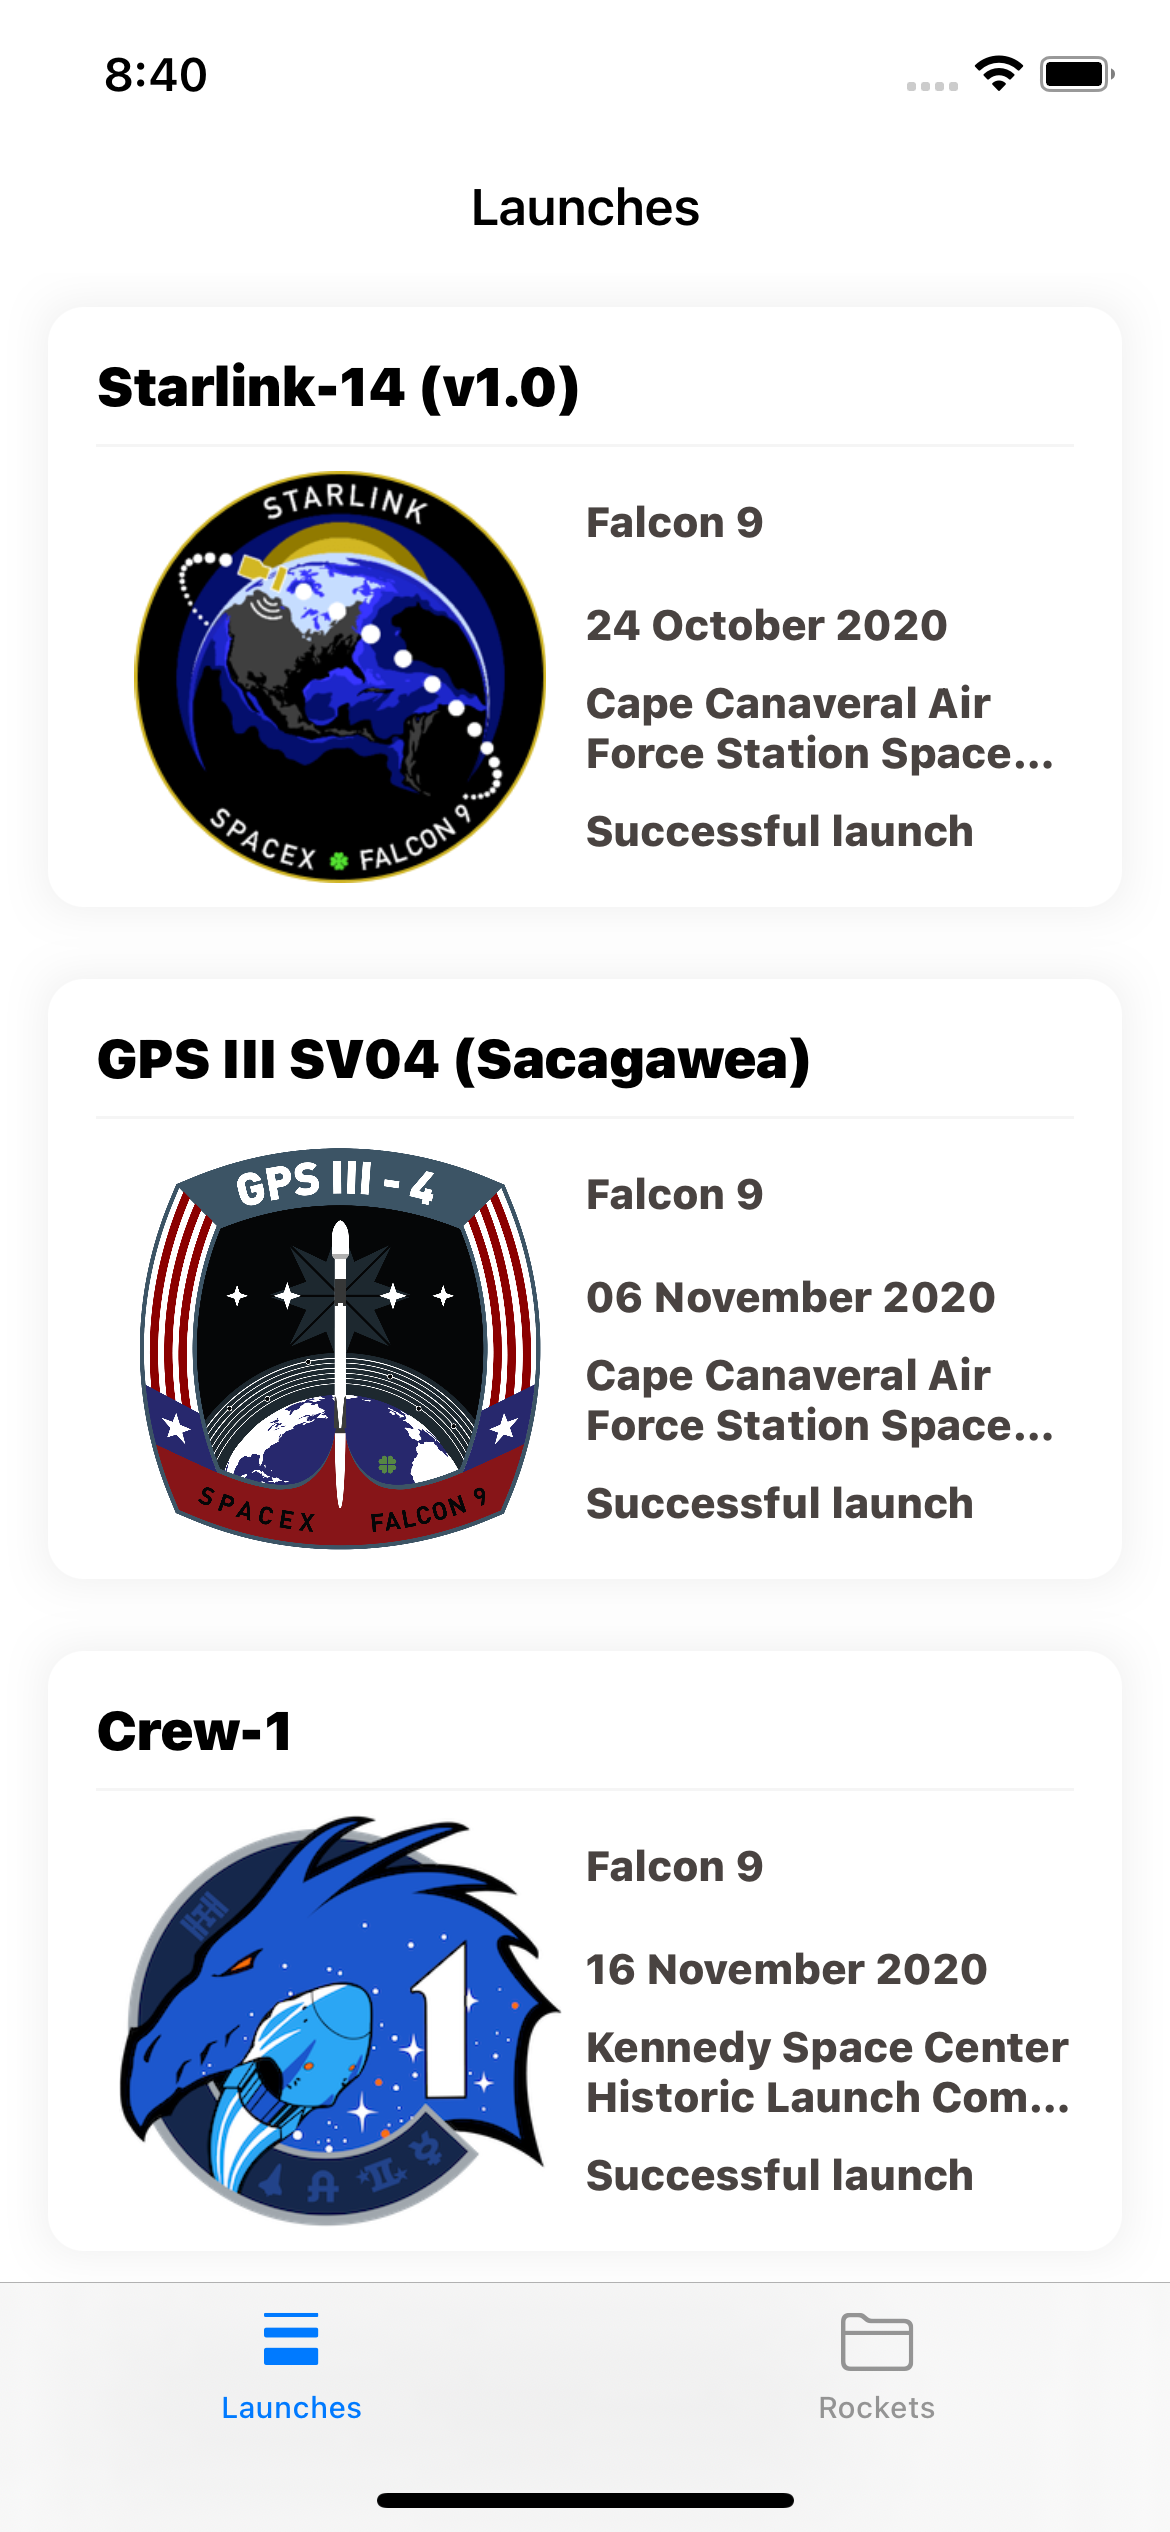 8:40
Launches
Starlink-14 (v1.0)
STARLINK
SPACEX FALCON 9
Falcon 9
24 October 2020
Cape Canaveral Air
Force Station Space...
Successful launch
GPS III SV04 (Sacagawea)
GPS III - 4
SPACEX FALCON 9
Falcon 9
06 November 2020
Cape Canaveral Air
Force Station Space...
Successful launch
Crew-1
1
Falcon 9
16 November 2020
Kennedy Space Center
Historic Launch Com...
Successful launch
Launches
Rockets